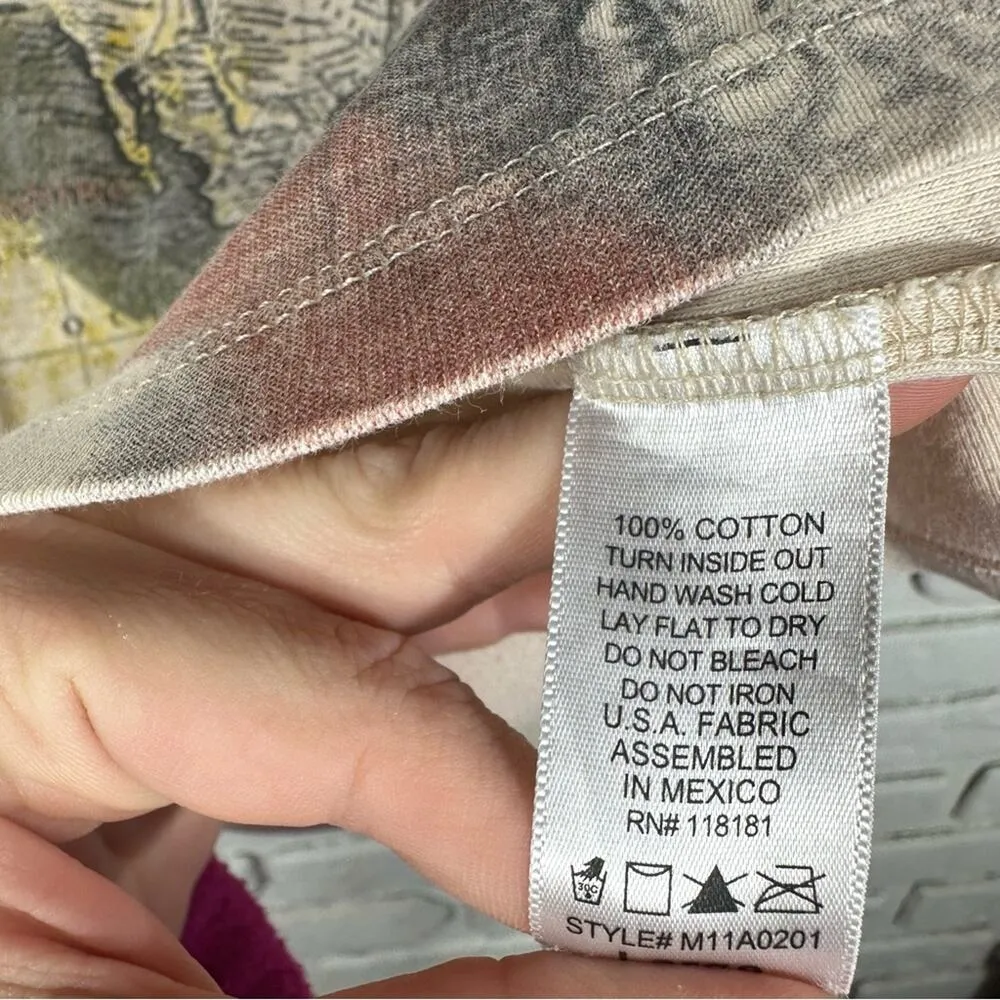 100% COTTON
TURN INSIDE OUT
HAND WASH COLD
LAY FLAT TO DRY
DO NOT BLEACH
DO NOT IRON
U.S.A. FABRIC
ASSEMBLED
IN MEXICO
RN# 118181
30C
STYLE# M11A0201